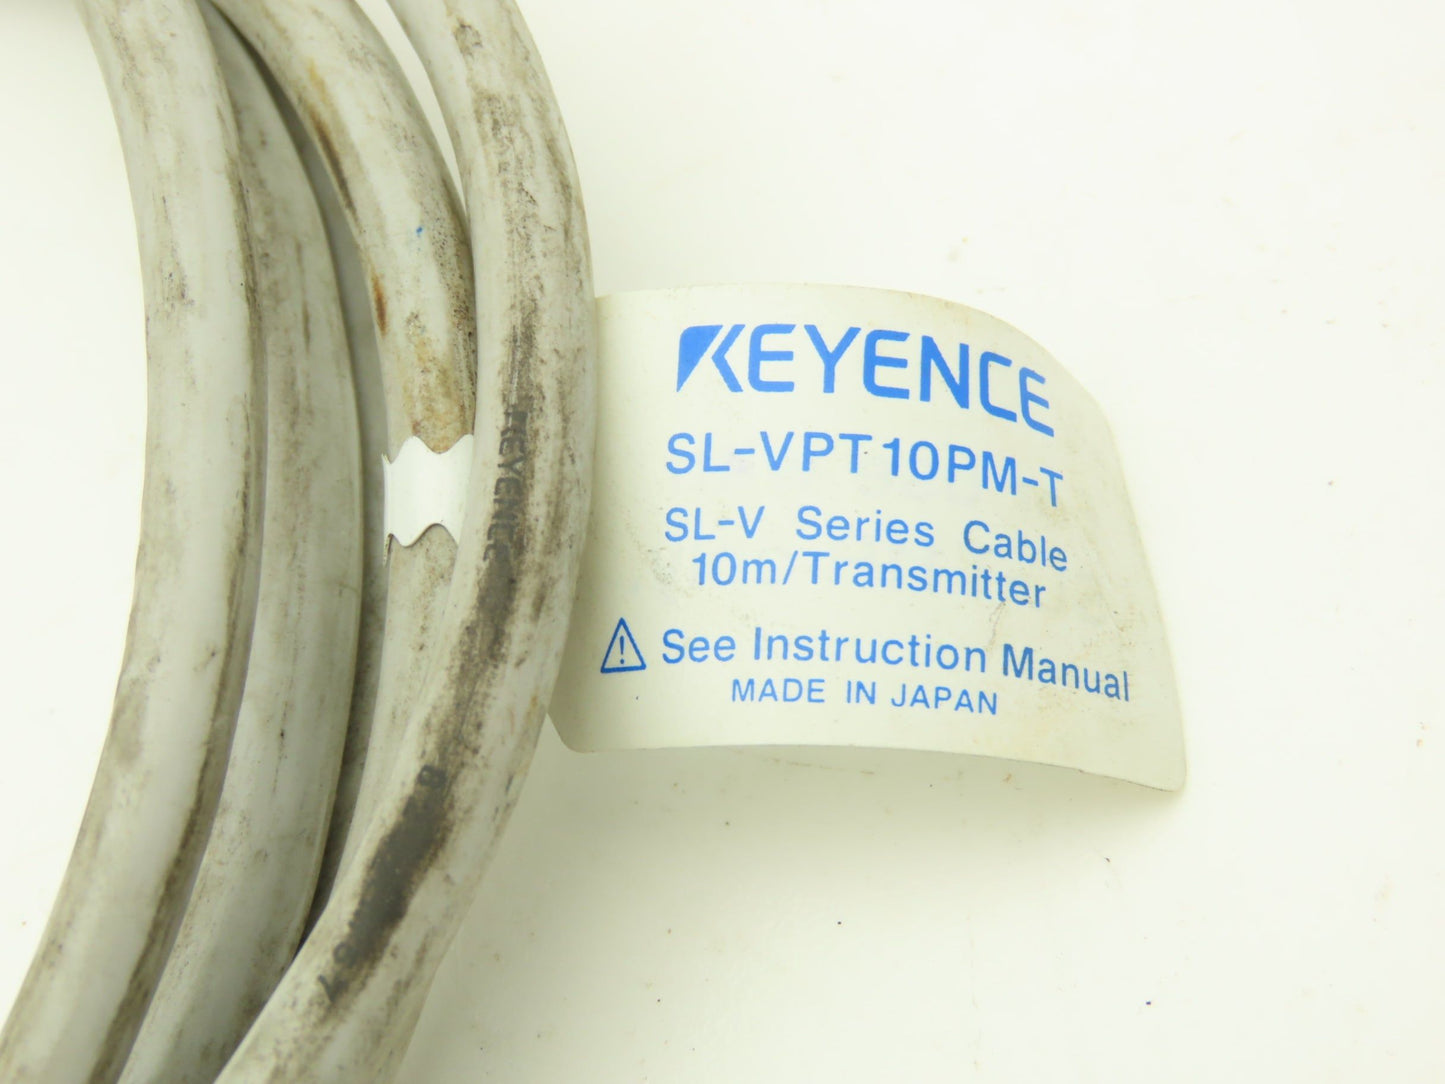 KEYENCE
SL-VPT10PM-T
SL-V Series Cable
10m/Transmitter
⚠ See Instruction Manual
MADE IN JAPAN
KEYENCE